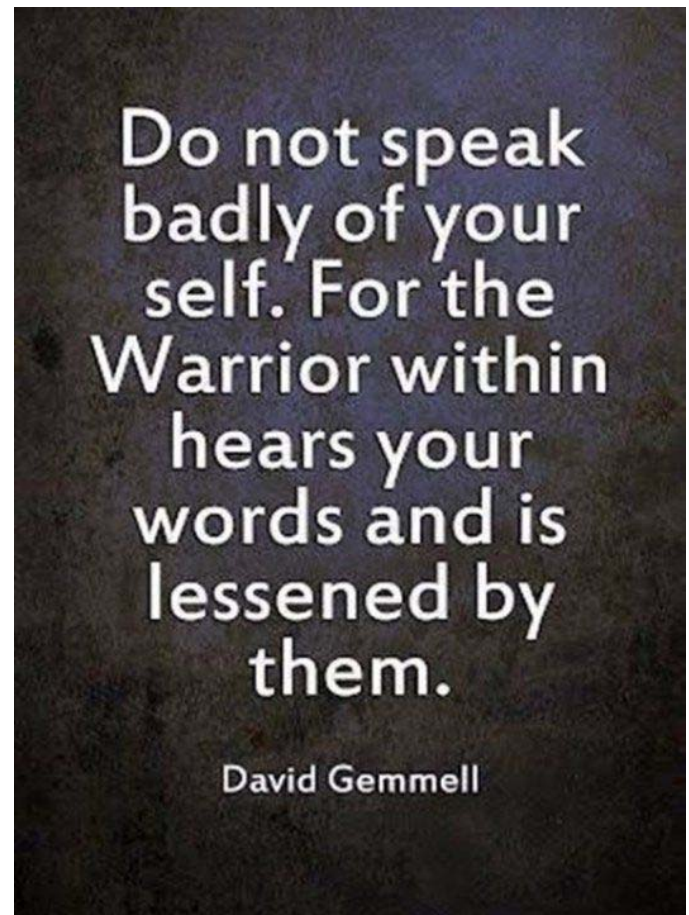 Do not speak
badly of your
self. For the
Warrior within
hears your
words and is
lessened by
them.
David Gemmell